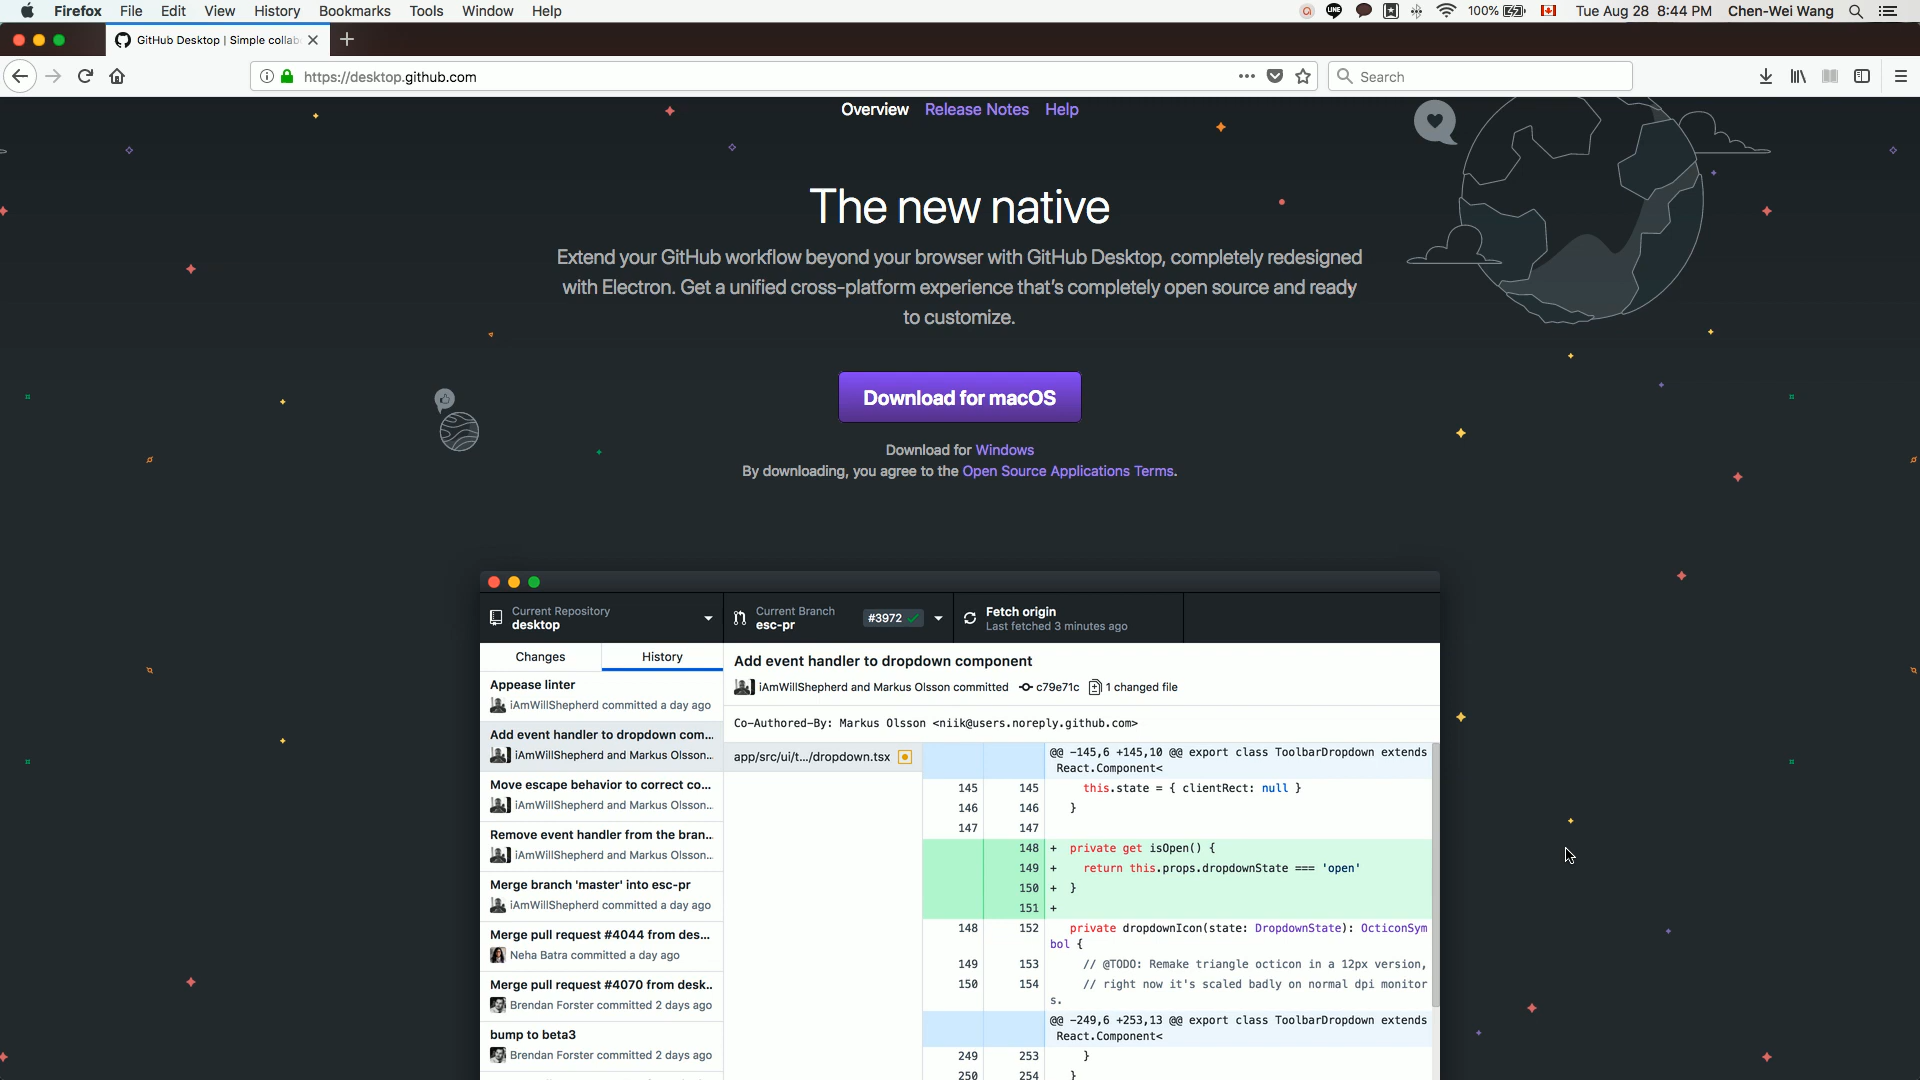 Firefox File Edit View History Bookmarks Tools Window Help
100% Tue Aug 28 8:44 PM Chen-Wei Wang
GitHub Desktop | Simple collab
https://desktop.github.com
Search
Overview Release Notes Help
The new native
Extend your GitHub workflow beyond your browser with GitHub Desktop, completely redesigned
with Electron. Get a unified cross-platform experience that's completely open source and ready
to customize.
Download for macOS
Download for Windows
By downloading, you agree to the Open Source Applications Terms.
Current Repository
desktop
Current Branch
esc-pr
#3972
Fetch origin
Last fetched 3 minutes ago
Changes
History
Appease linter
iAmWillShepherd committed a day ago
Add event handler to dropdown com...
iAmWillShepherd and Markus Olsson...
Move escape behavior to correct co...
iAmWillShepherd and Markus Olsson...
Remove event handler from the bran...
iAmWillShepherd and Markus Olsson...
Merge branch 'master' into esc-pr
iAmWillShepherd committed a day ago
Merge pull request #4044 from des...
Neha Batra committed a day ago
Merge pull request #4070 from desk...
Brendan Forster committed 2 days ago
bump to beta3
Brendan Forster committed 2 days ago
Add event handler to dropdown component
iAmWillShepherd and Markus Olsson committed c79e71c 1 changed file
Co-Authored-By: Markus Olsson <niik@users.noreply.github.com>
app/src/ui/t.../dropdown.tsx
@@ -145,6 +145,10 @@ export class ToolbarDropdown extends
React.Component<
145 145 this.state = { clientRect: null }
146 146 }
147 147
148 + private get isOpen() {
149 + return this.props.dropdownState === 'open'
150 + }
151 +
148 152 private dropdownIcon(state: DropdownState): OcticonSym
bol {
149 153 // @TODO: Remake triangle octicon in a 12px version,
150 154 // right now it's scaled badly on normal dpi monitor
s.
@@ -249,6 +253,13 @@ export class ToolbarDropdown extends
React.Component<
249 253 }
250 254 }